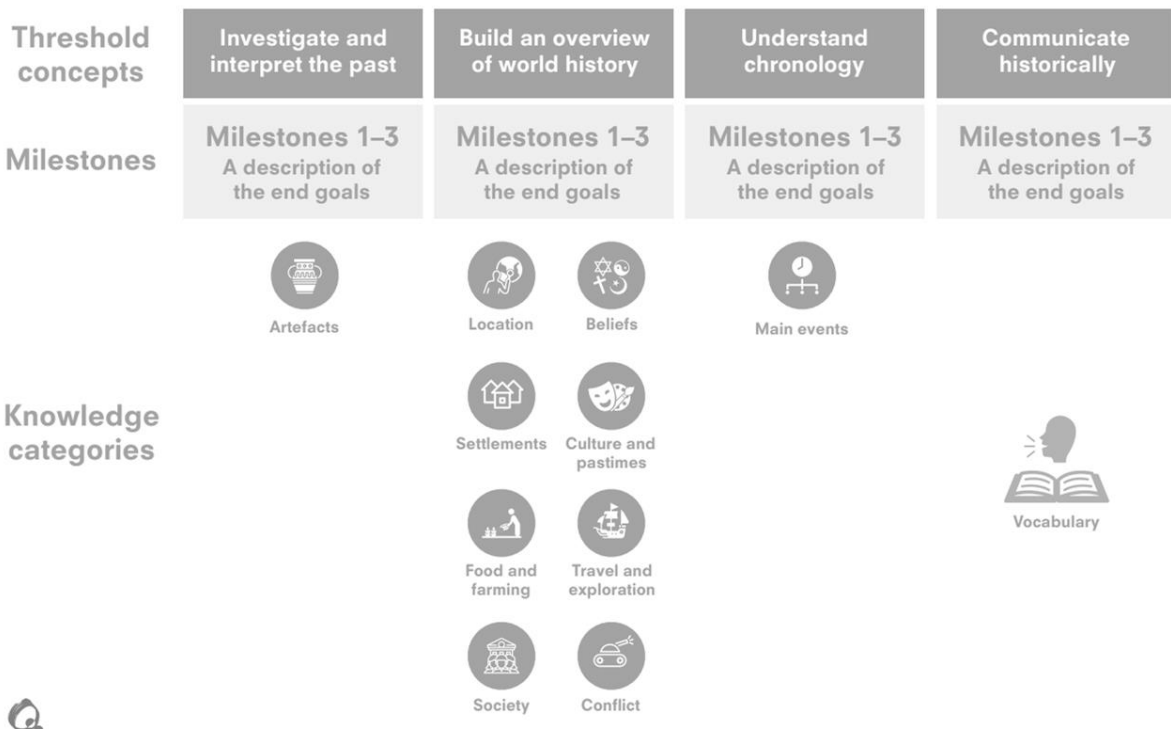 Threshold
concepts
Investigate and
interpret the past
Build an overview
of world history
Understand
chronology
Communicate
historically
Milestones
Milestones 1–3
A description of
the end goals
Milestones 1–3
A description of
the end goals
Milestones 1–3
A description of
the end goals
Milestones 1–3
A description of
the end goals
Knowledge
categories
Artefacts
Location
Beliefs
Main events
Settlements
Culture and
pastimes
Vocabulary
Food and
farming
Travel and
exploration
Society
Conflict